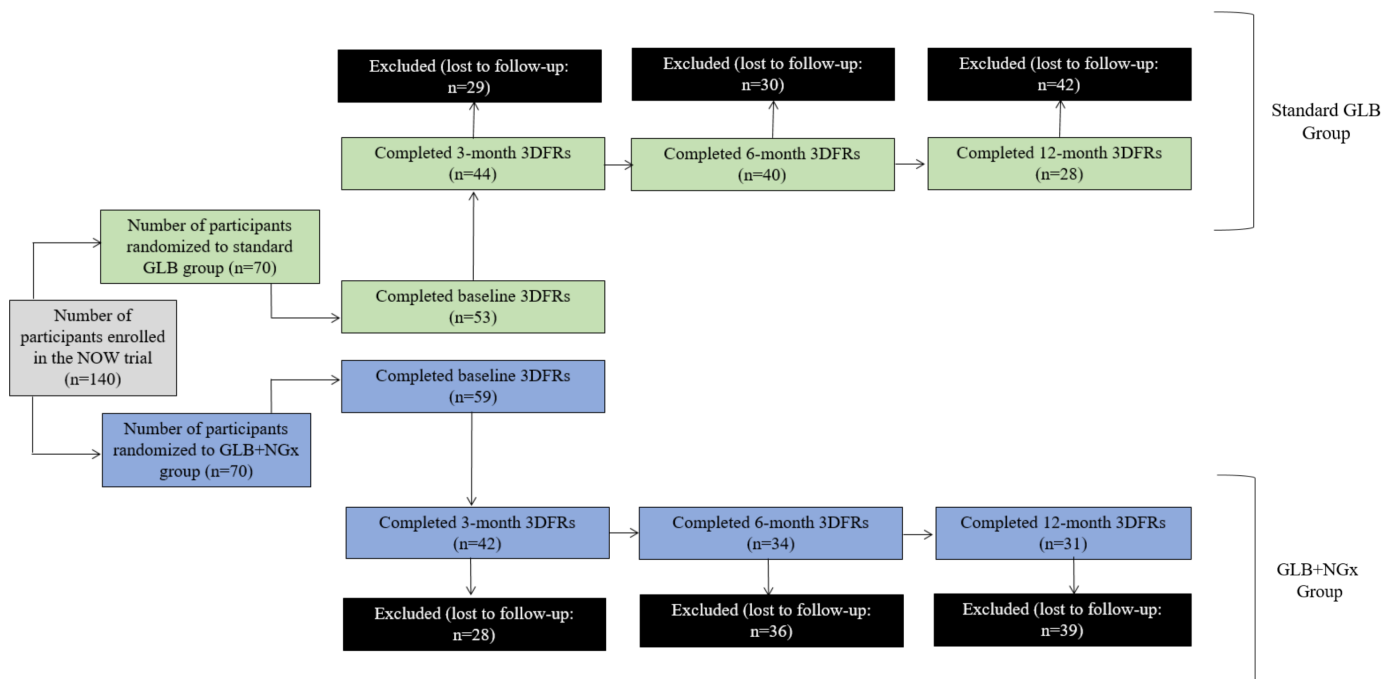 Excluded (lost to follow-up:
n=29)
Excluded (lost to follow-up:
n=30)
Excluded (lost to follow-up:
n=42)
Standard GLB
Group
Completed 3-month 3DFRs
(n=44)
Completed 6-month 3DFRs
(n=40)
Completed 12-month 3DFRs
(n=28)
Number of participants
randomized to standard
GLB group (n=70)
Completed baseline 3DFRs
(n=53)
Number of
participants enrolled
in the NOW trial
(n=140)
Completed baseline 3DFRs
(n=59)
Number of participants
randomized to GLB+NGx
group (n=70)
Completed 3-month 3DFRs
(n=42)
Completed 6-month 3DFRs
(n=34)
Completed 12-month 3DFRs
(n=31)
GLB+NGx
Group
Excluded (lost to follow-up:
n=28)
Excluded (lost to follow-up:
n=36)
Excluded (lost to follow-up:
n=39)